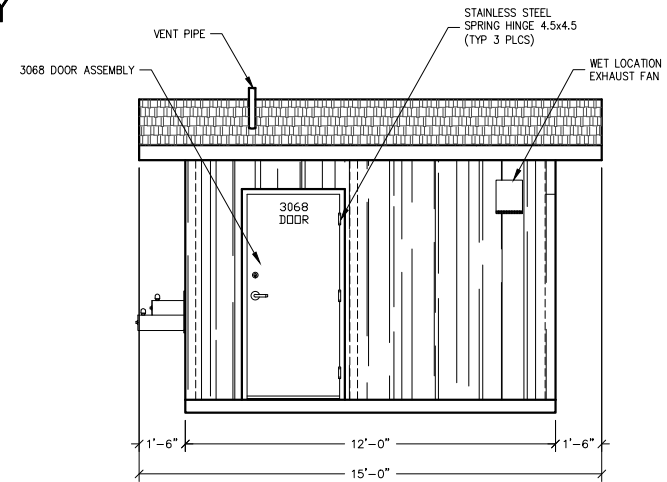 Y
STAINLESS STEEL
SPRING HINGE 4.5x4.5
(TYP 3 PLCS)
VENT PIPE
WET LOCATION
EXHAUST FAN
3068 DOOR ASSEMBLY
3068
DOOR
1'-6"
12'-0"
1'-6"
15'-0"